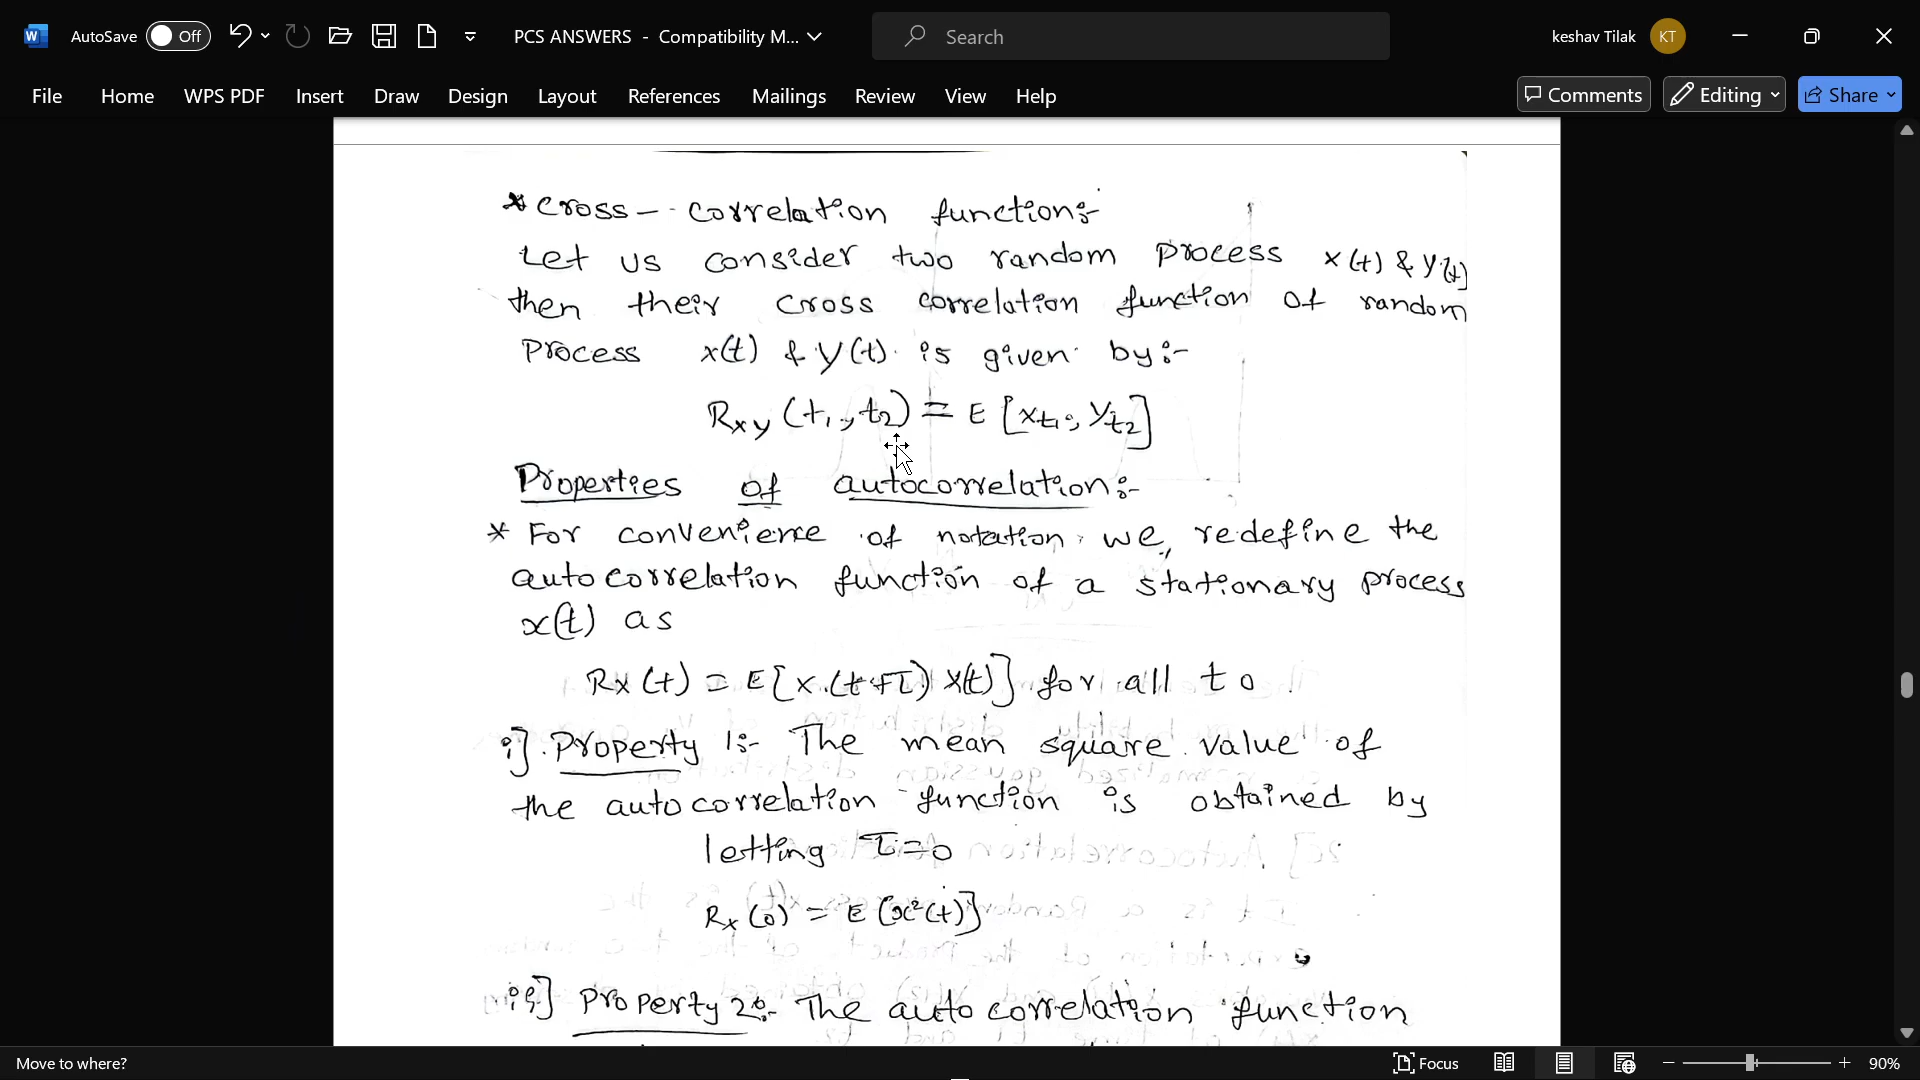 AutoSave Off PCS ANSWERS - Compatibility M... Search keshav Tilak KT
File Home WPS PDF Insert Draw Design Layout References Mailings Review View Help Comments Editing Share
* Cross - correlation function:-
Let us consider two random process x(t) & y(t)
then their cross correlation function of random
process x(t) & y(t) is given by:-
Rxy (t1, t2) = E [xt1, yt2]
Properties of autocorrelation:-
* For convenience of notation we, redefine the
autocorrelation function of a stationary process
x(t) as
Rx (t) = E[x.(t+τ) x(t)] for all to
i]. Property 1:- The mean square value of
the autocorrelation function is obtained by
letting τ=0
Rx (0) = E [x²(t)]
ii] Property 2:- The auto correlation function
Move to where? Focus 90%